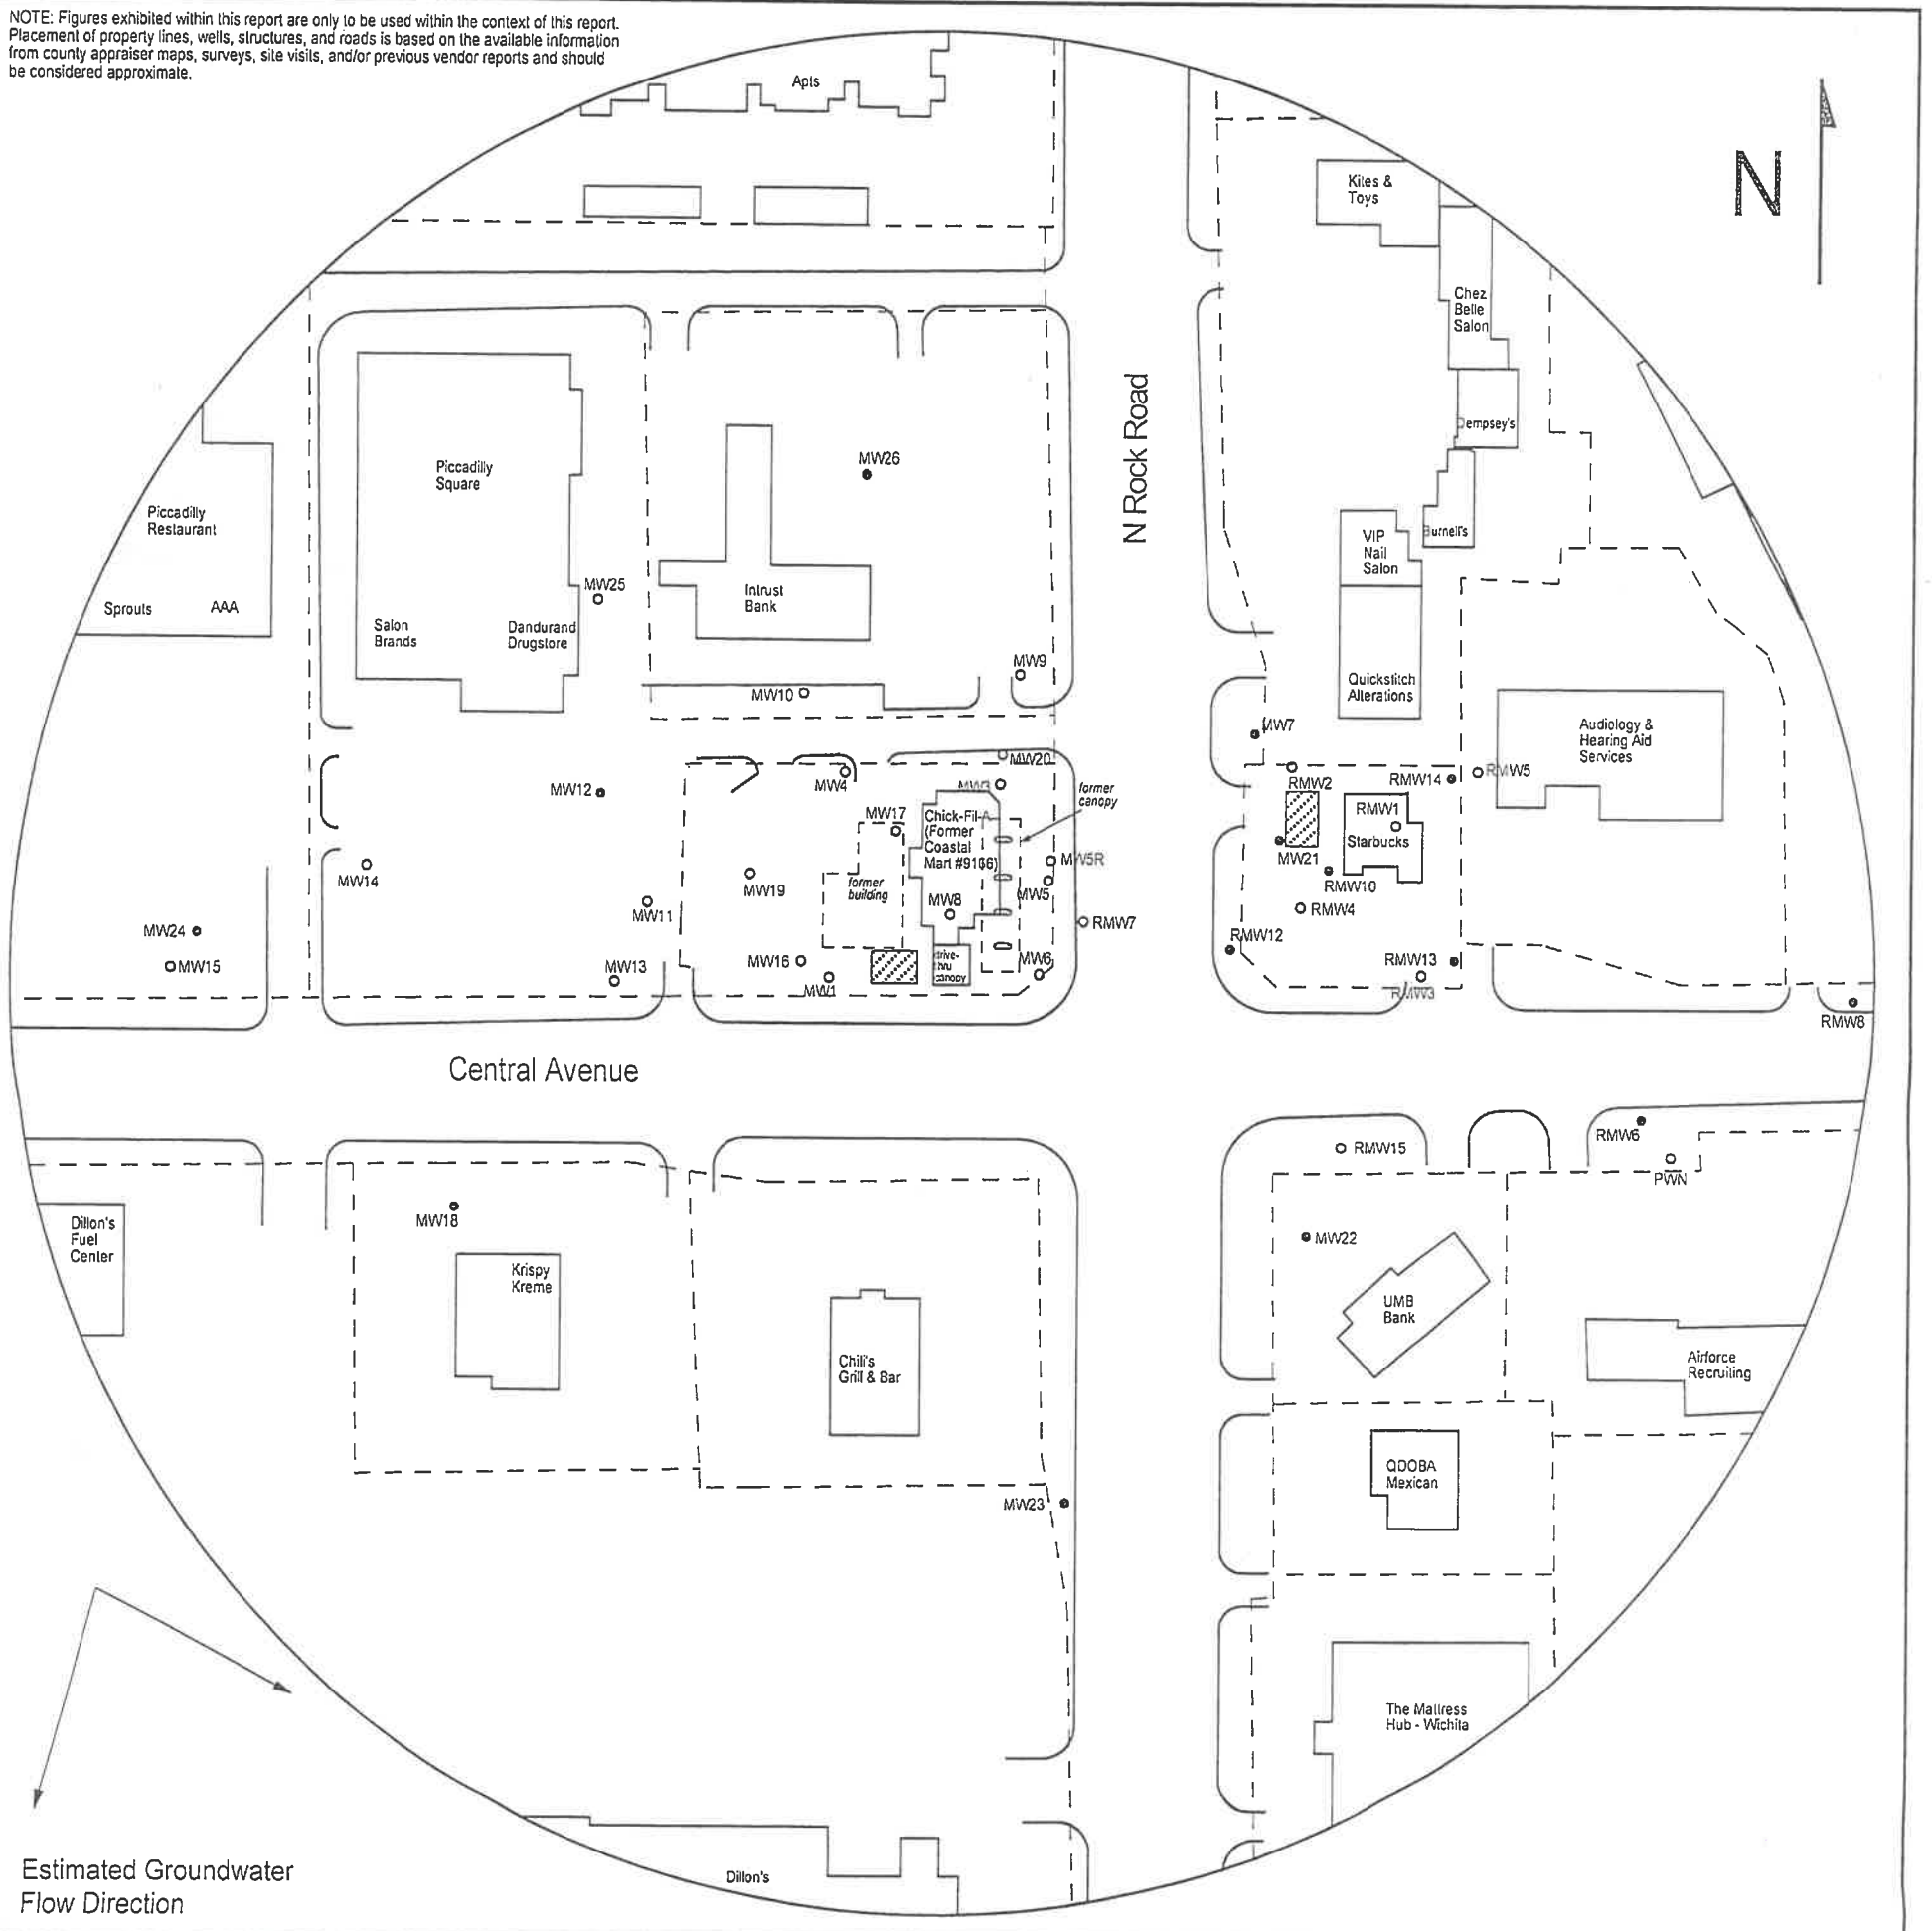 NOTE: Figures exhibited within this report are only to be used within the context of this report.
Placement of property lines, wells, structures, and roads is based on the available information
from county appraiser maps, surveys, site visits, and/or previous vendor reports and should
be considered approximate.
Apts
N
Kites &
Toys
Chez
Belle
Salon
Dempsey's
Burnell's
N Rock Road
MW26
Piccadilly
Square
Piccadilly
Restaurant
Sprouts
AAA
Salon
Brands
Dandurand
Drugstore
MW25
Intrust
Bank
VIP
Nail
Salon
Quickstitch
Alterations
Audiology &
Hearing Aid
Services
MW9
MW10
MW7
MW20
MW4
MW3
MW12
MW17
former
canopy
Chick-Fil-A
(Former
Coastal
Mart #9166)
RMW2
RMW14
RMW5
RMW1
Starbucks
MW21
RMW10
RMW4
MW14
MW19
former
building
MW5R
MW5
MW8
MW11
RMW7
RMW12
MW24
MW15
MW13
MW16
MW1
drive-
thru
canopy
MW6
RMW13
RMW3
RMW8
Central Avenue
RMW15
RMW6
PWN
MW18
MW22
Dillon's
Fuel
Center
Krispy
Kreme
Chili's
Grill & Bar
UMB
Bank
Airforce
Recruiting
QDOBA
Mexican
MW23
The Mattress
Hub - Wichita
Dillon's
Estimated Groundwater
Flow Direction